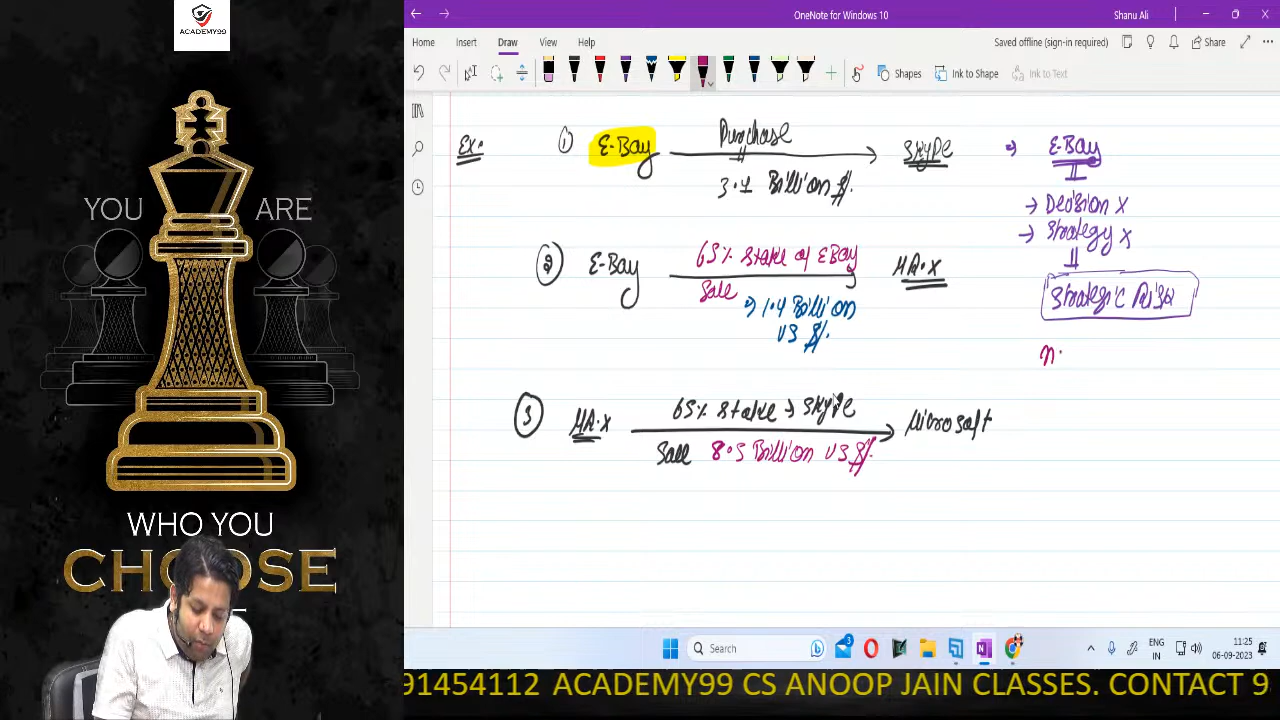 ACADEMY99
YOU ARE
WHO YOU
CHOOSE
OneNote for Windows 10
Shanu Ali
Home Insert Draw View Help
Saved offline (sign-in required)
Share
Shapes Ink to Shape Ink to Text
Ex:
1) E-Bay Purchase SKYPE
3.1 Billion $.
⇒ E-Bay
→ Decision X
→ Strategy X
Strategic Risk
n.
2) E-Bay 65% Stake of EBay MA.X
Sale
⇒ 1.4 Billion
US $.
3) MA.X 65% Stake → Skype Microsoft
Sale 8.5 Billion US $.
Search
3
ENG
IN
11:25
06-09-2023
91454112 ACADEMY99 CS ANOOP JAIN CLASSES. CONTACT 9